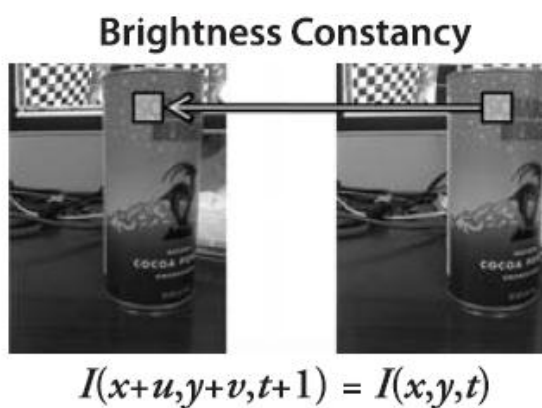 Brightness Constancy
COCOA
COCOA
I(x+u,y+v,t+1) = I(x,y,t)